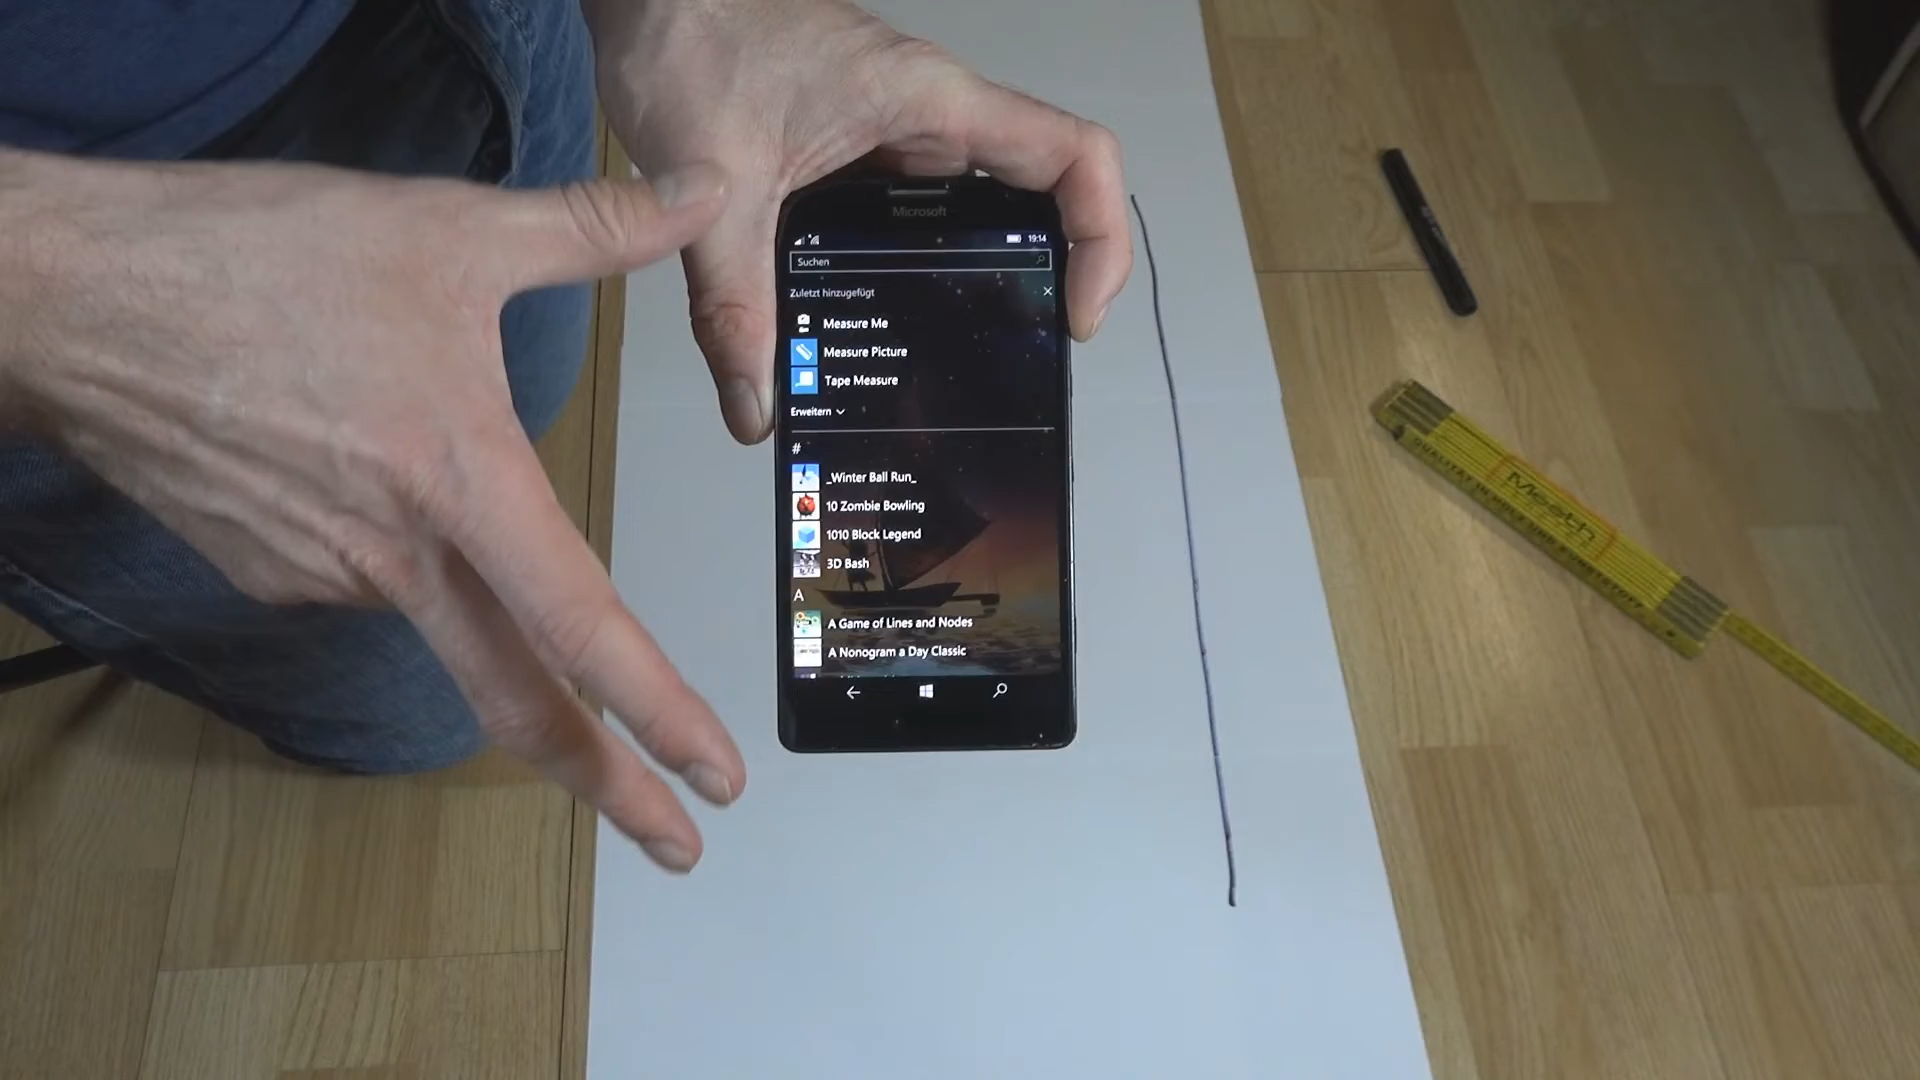 Microsoft
19:14
Suchen
Zuletzt hinzugefügt
Measure Me
Measure Picture
Tape Measure
Erweitern
#
_Winter Ball Run_
10 Zombie Bowling
1010 Block Legend
3D Bash
A
A Game of Lines and Nodes
A Nonogram a Day Classic